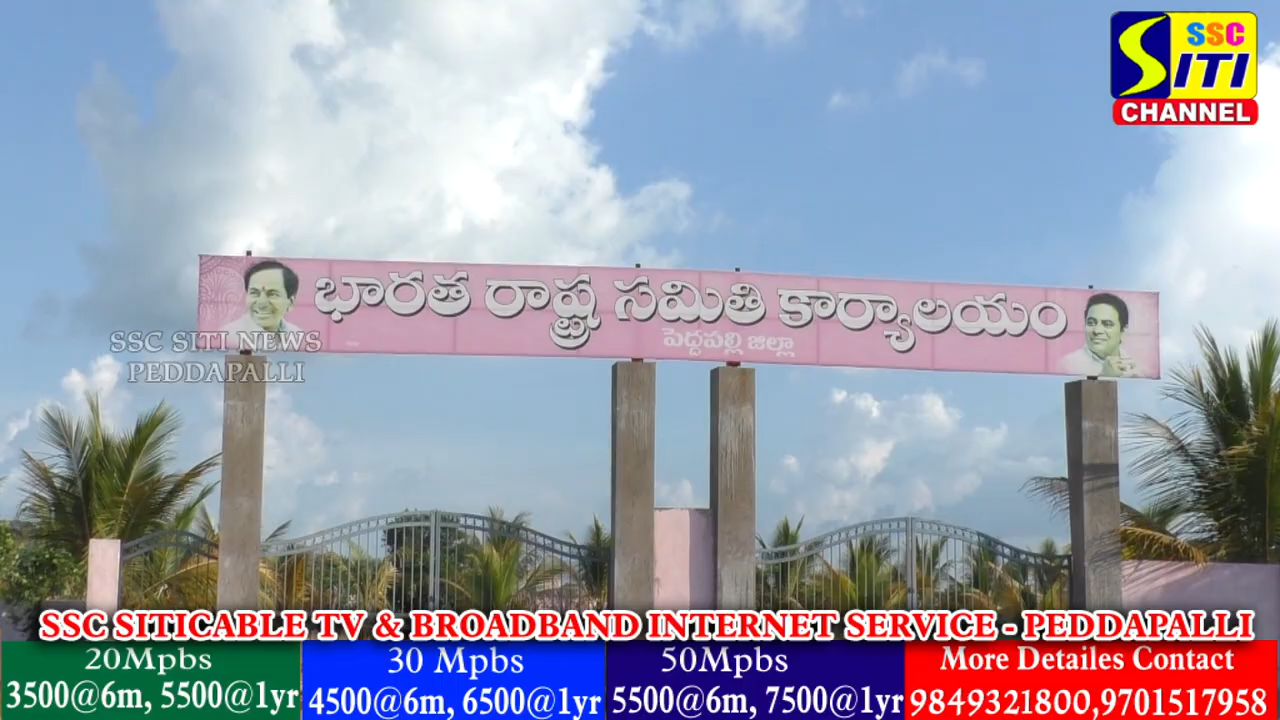 SSC
SITI
CHANNEL
భారత రాష్ట్ర సమితి కార్యాలయం
పెద్దపల్లి జిల్లా
SSC SITI NEWS
PEDDAPALLI
SSC SITICABLE TV & BROADBAND INTERNET SERVICE - PEDDAPALLI
20Mpbs
3500@6m, 5500@1yr
30 Mpbs
4500@6m, 6500@1yr
50Mpbs
5500@6m, 7500@1yr
More Detailes Contact
9849321800,9701517958